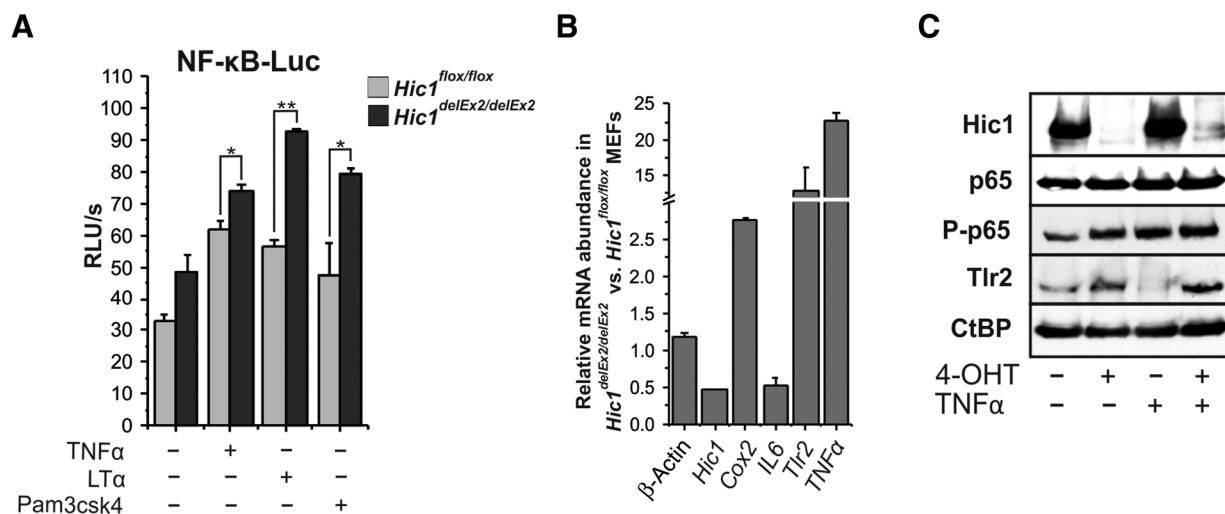 A
NF-κB-Luc
Hic1flox/flox
Hic1delEx2/delEx2
RLU/s
110
100
90
80
70
60
50
40
30
20
10
0
*
**
*
TNFα – + – –
LTα – – + –
Pam3csk4 – – – +
B
Relative mRNA abundance in
Hic1delEx2/delEx2 vs. Hic1flox/flox MEFs
25
20
15
2.5
2.0
1.5
1.0
0.5
0.0
β-Actin
Hic1
Cox2
IL6
Tlr2
TNFα
C
Hic1
p65
P-p65
Tlr2
CtBP
4-OHT – + – +
TNFα – – + +